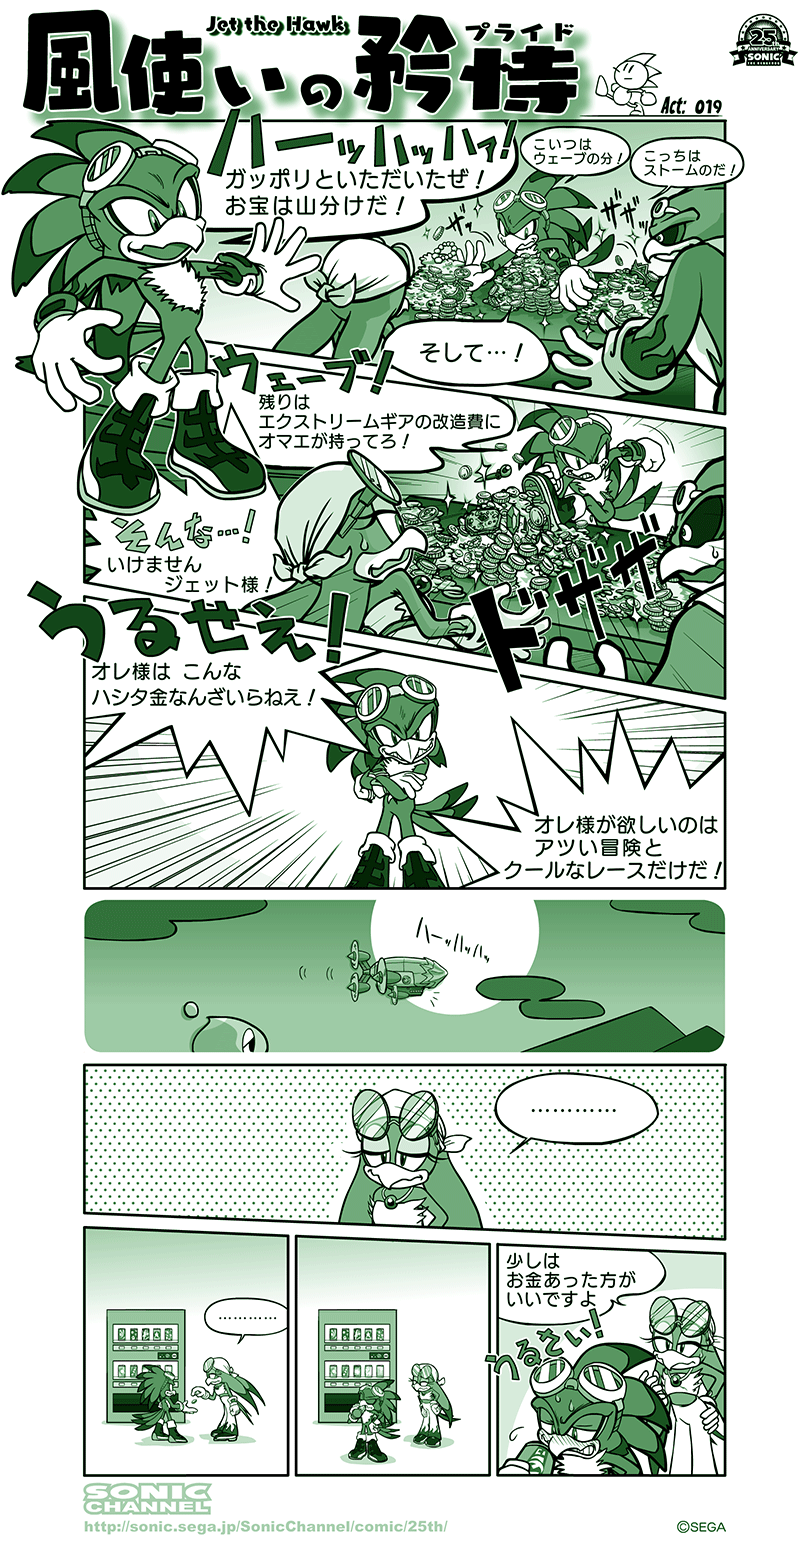 Jet the Hawk
風使いの矜持
プライド
25th
ANNIVERSARY
SONIC
THE HEDGEHOG
Act: 019
ハーッハッハァ!
ガッポリといただいたぜ!
お宝は山分けだ!
こいつは
ウェーブの分!
こっちは
ストームのだ!
ザッ
ザザッ
そして…!
ウェーブ!
残りは
エクストリームギアの改造費に
オマエが持ってろ!
そんな…!
いけません
ジェット様!
ドザザザ
うるせえ!
オレ様は こんな
ハシタ金なんざいらねえ!
オレ様が欲しいのは
アツい冒険と
クールなレースだけだ!
ハーッハッハッ
…………
…………
少しは
お金あった方が
いいですよ
うるさい!
SONIC
CHANNEL
http://sonic.sega.jp/SonicChannel/comic/25th/
©SEGA